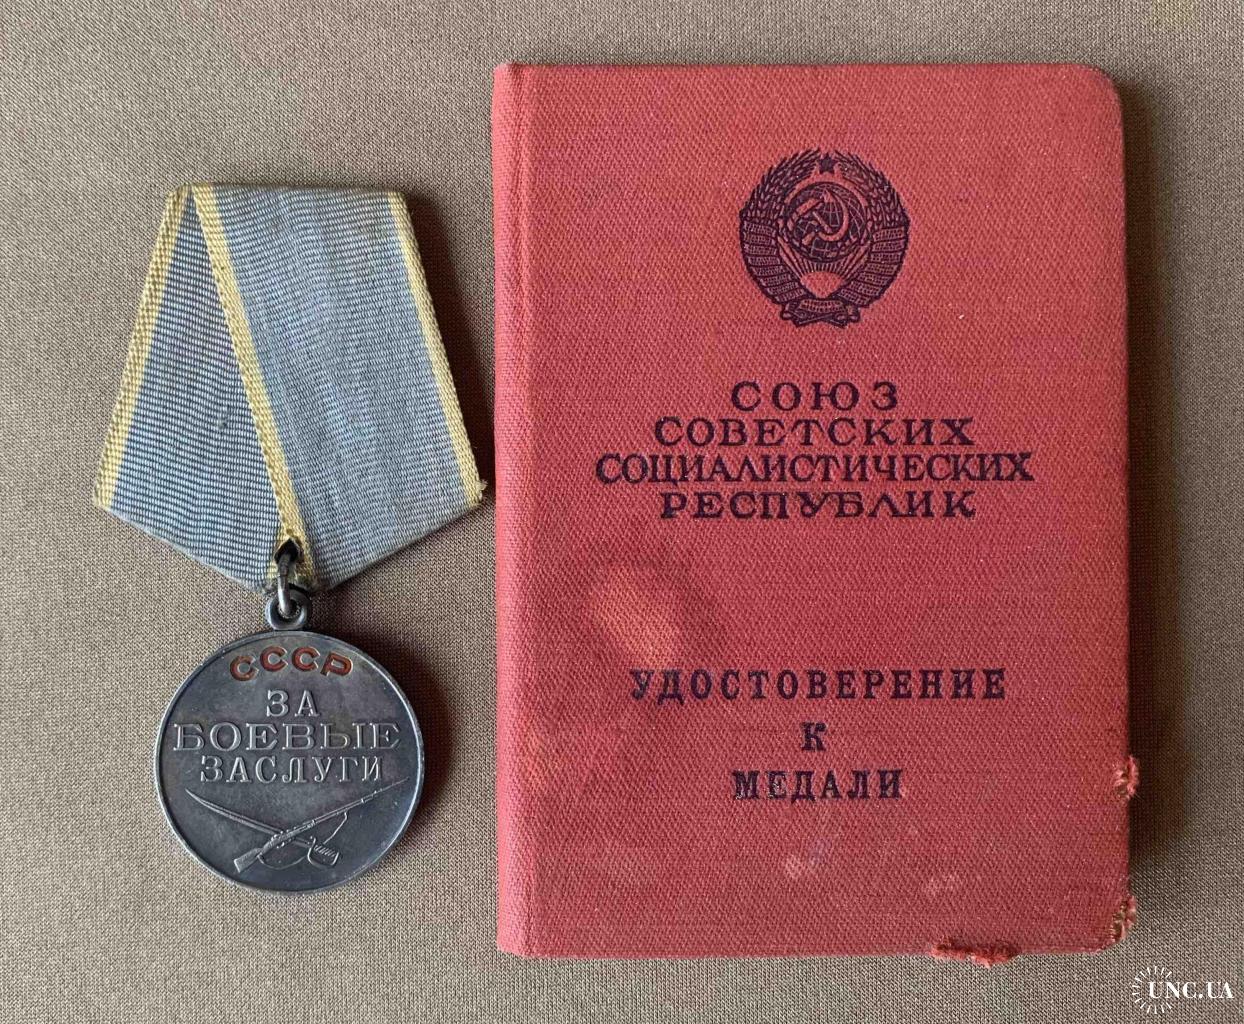 СССР
ЗА
БОЕВЫЕ
ЗАСЛУГИ
СОЮЗ
СОВЕТСКИХ
СОЦИАЛИСТИЧЕСКИХ
РЕСПУБЛИК
УДОСТОВЕРЕНИЕ
К
МЕДАЛИ
UNC.UA